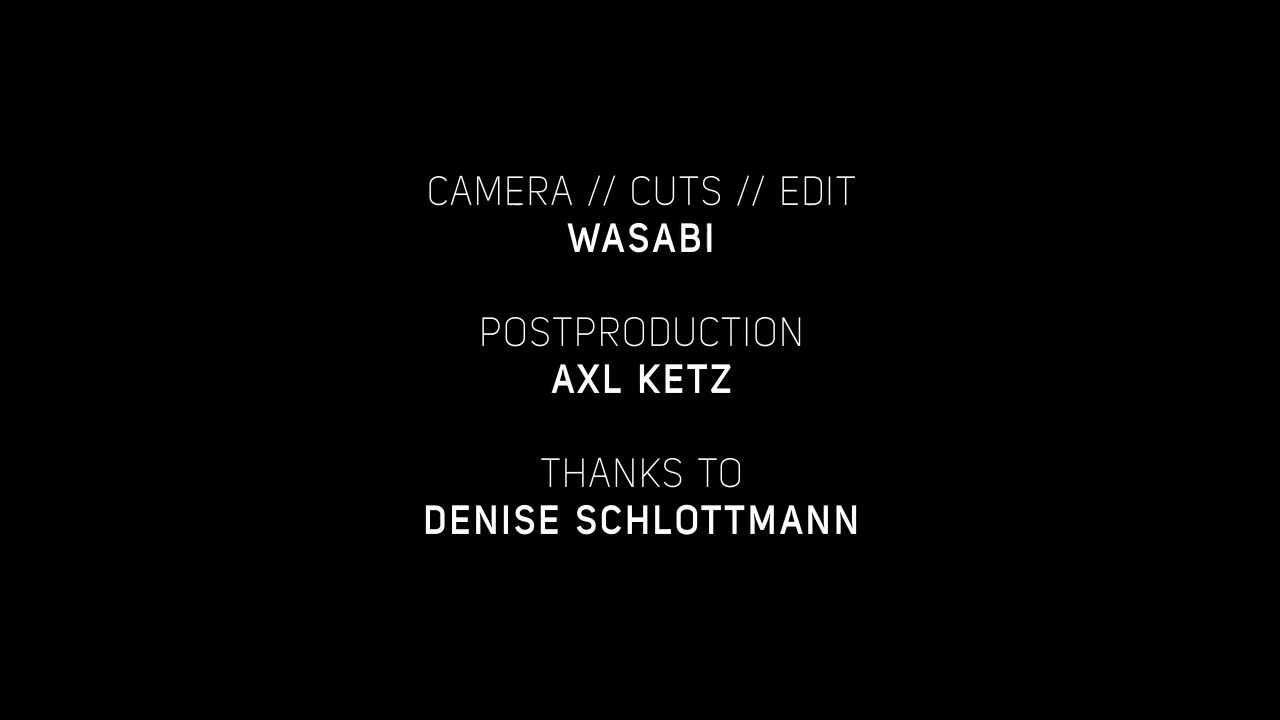 CAMERA // CUTS // EDIT
WASABI
POSTPRODUCTION
AXL KETZ
THANKS TO
DENISE SCHLOTTMANN